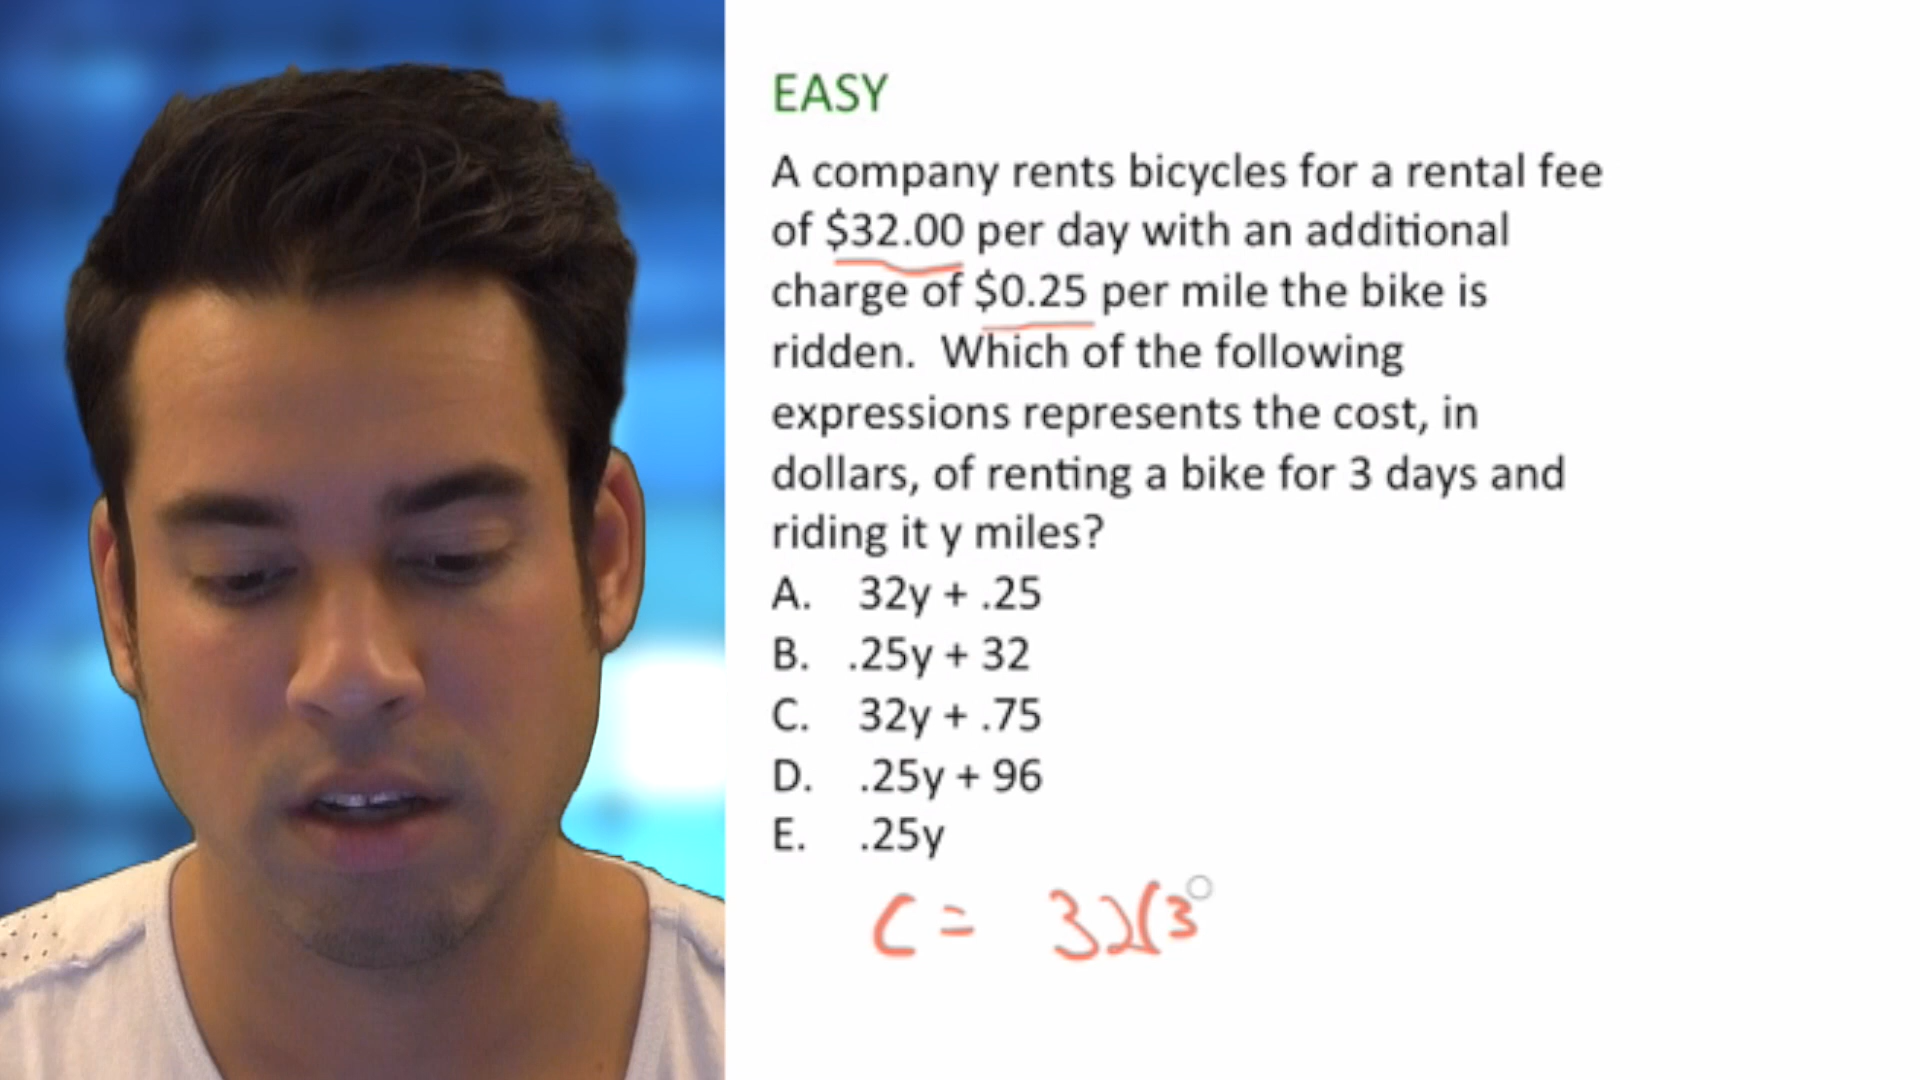 EASY
A company rents bicycles for a rental fee
of $32.00 per day with an additional
charge of $0.25 per mile the bike is
ridden. Which of the following
expressions represents the cost, in
dollars, of renting a bike for 3 days and
riding it y miles?
A. 32y + .25
B. .25y + 32
C. 32y + .75
D. .25y + 96
E. .25y
C = 32(3